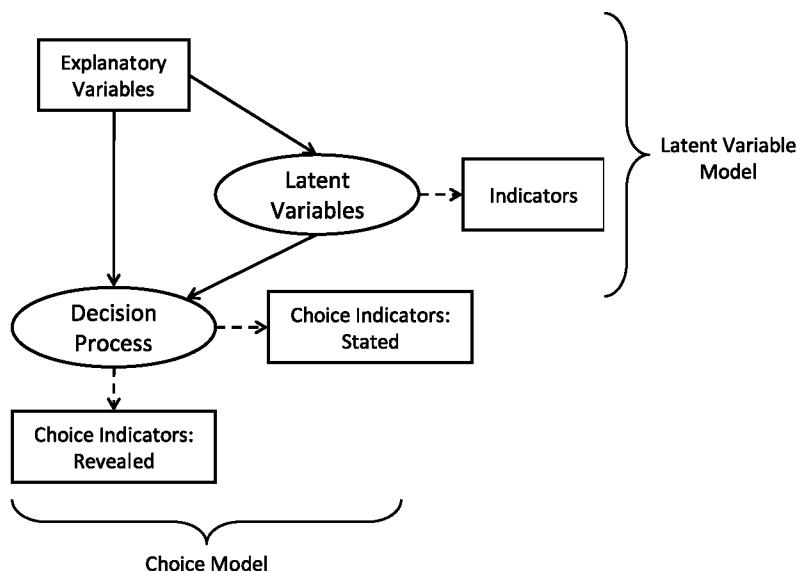 Explanatory
Variables
Latent
Variables
Indicators
Latent Variable
Model
Decision
Process
Choice Indicators:
Stated
Choice Indicators:
Revealed
Choice Model